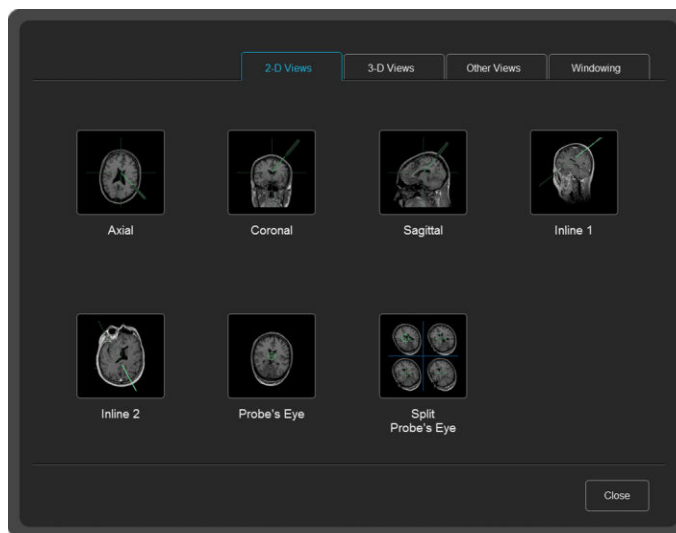 2-D Views
3-D Views
Other Views
Windowing
Axial
Coronal
Sagittal
Inline 1
Inline 2
Probe's Eye
Split
Probe's Eye
Close